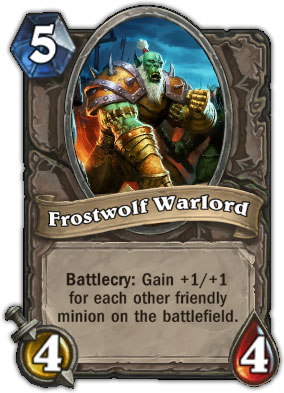 5
Frostwolf Warlord
Battlecry: Gain +1/+1
for each other friendly
minion on the battlefield.
4 4